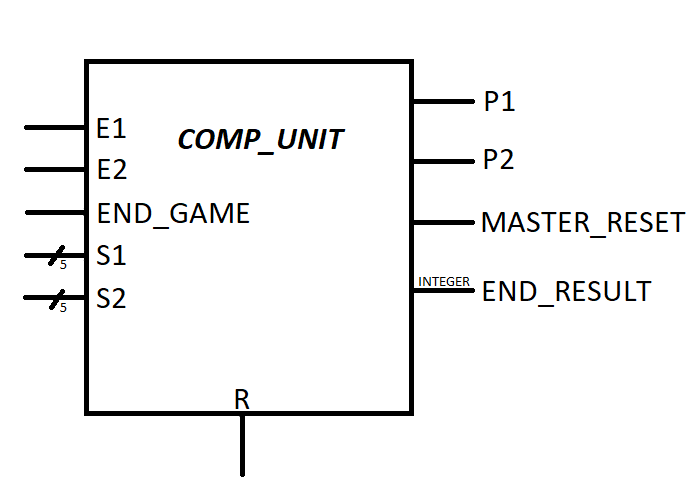 COMP_UNIT
E1
E2
END_GAME
S1
5
S2
5
R
P1
P2
MASTER_RESET
INTEGER
END_RESULT